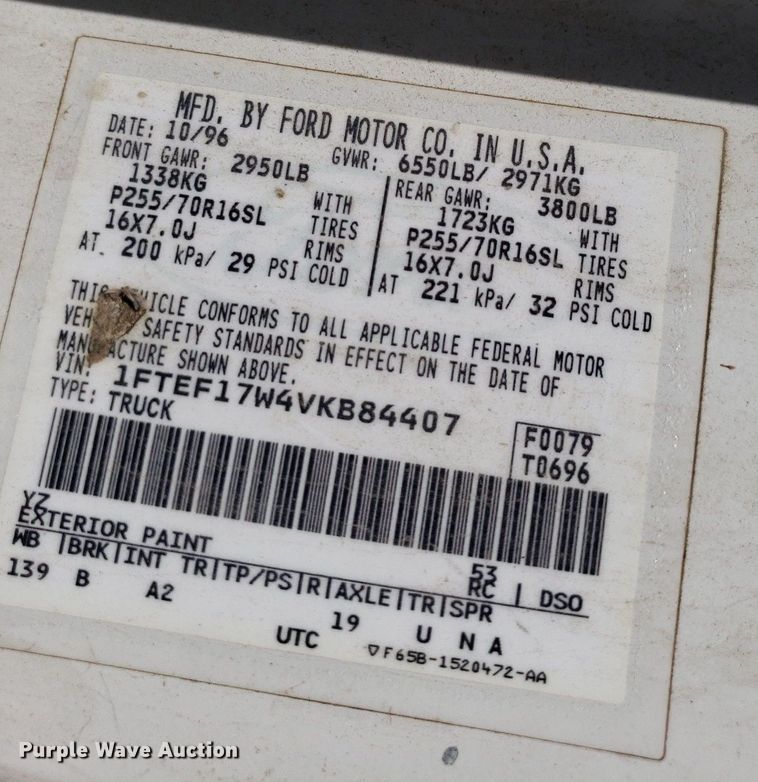 MFD. BY FORD MOTOR CO. IN U.S.A.
DATE: 10/96 GVWR: 6550LB/ 2971KG
FRONT GAWR: 2950LB REAR GAWR: 3800LB
1338KG WITH 1723KG WITH
P255/70R16SL TIRES P255/70R16SL TIRES
16X7.0J RIMS 16X7.0J RIMS
AT 200 kPa/ 29 PSI COLD AT 221 kPa/ 32 PSI COLD
THIS VEHICLE CONFORMS TO ALL APPLICABLE FEDERAL MOTOR
SAFETY STANDARDS IN EFFECT ON THE DATE OF
MANUFACTURE SHOWN ABOVE.
VIN: 1FTEF17W4VKB84407
TYPE: TRUCK
F0079
T0696
YZ
EXTERIOR PAINT 53
WB |BRK|INT TR|TP/PS|R|AXLE|TR|SPR RC | DSO
139 B A2 19 U N A
UTC ▽F65B-1520472-AA
Purple Wave Auction